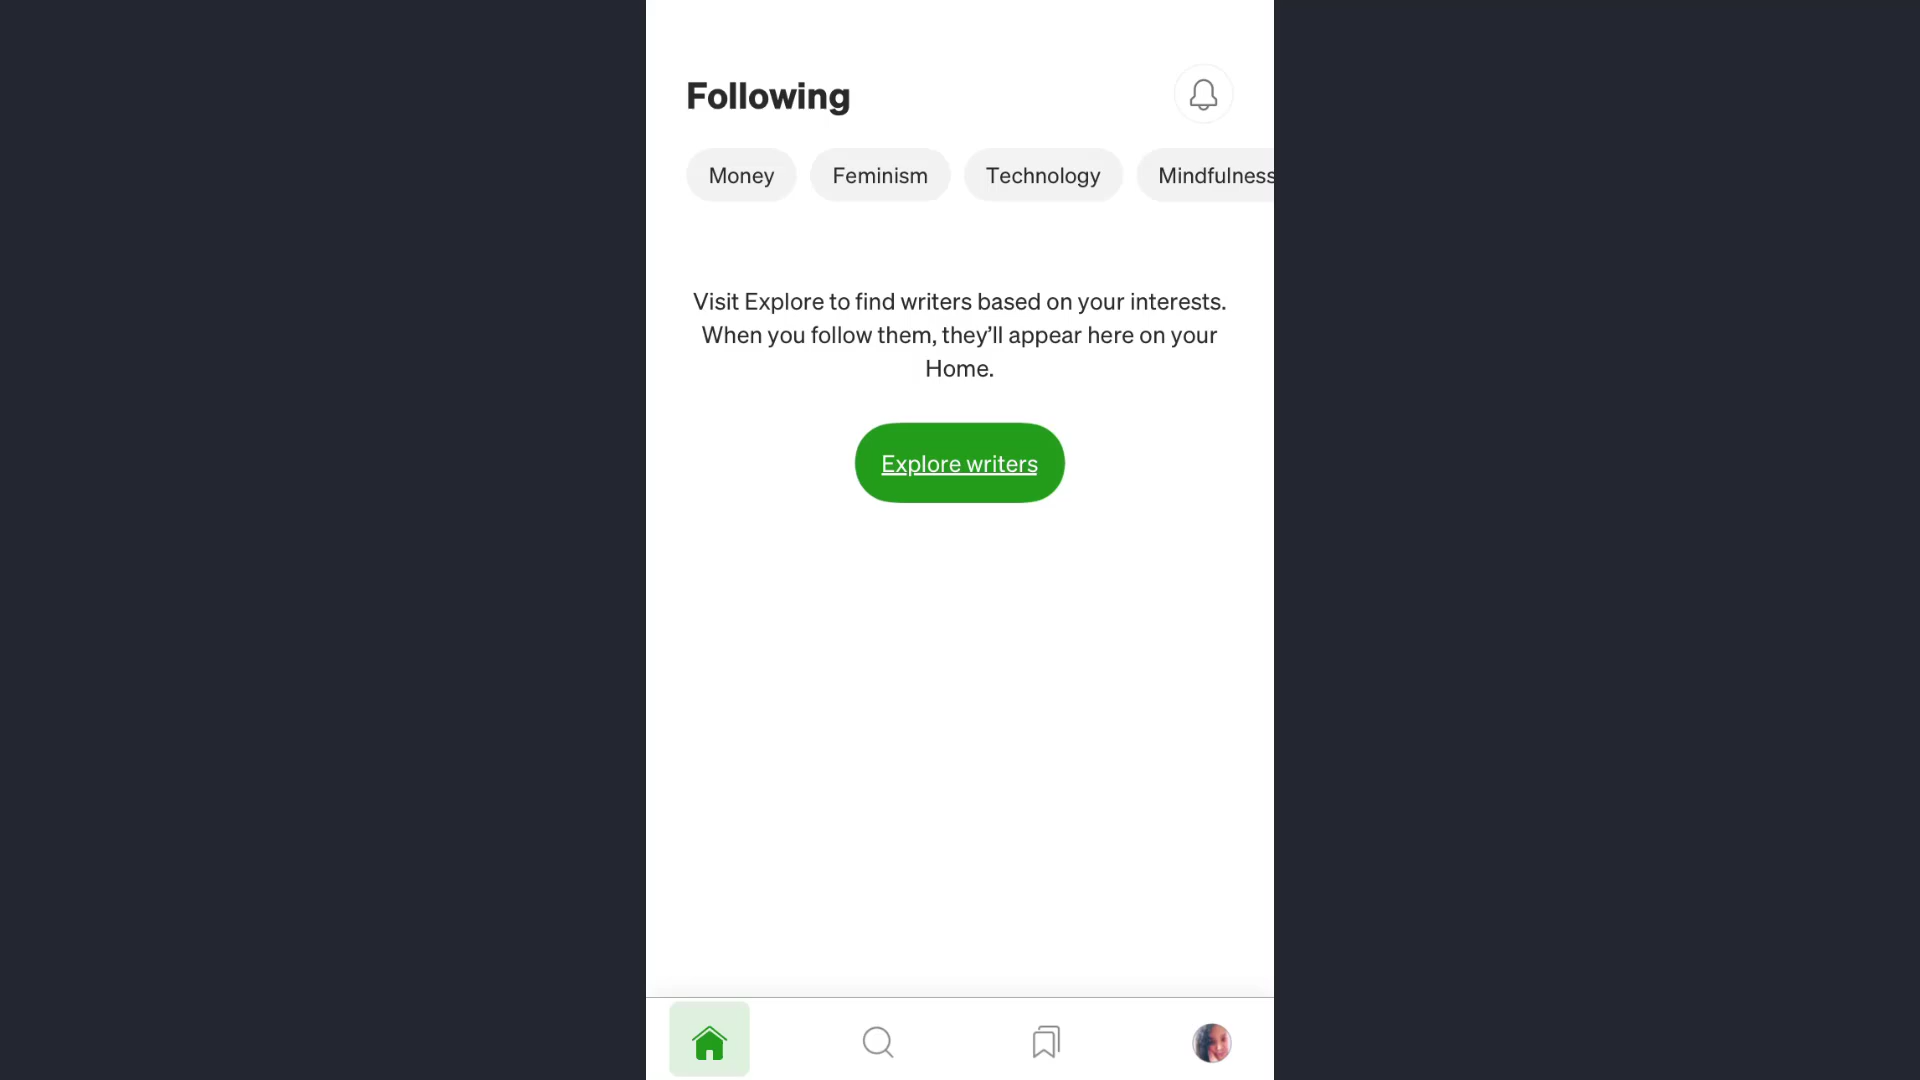 Following
Money Feminism Technology Mindfulness
Visit Explore to find writers based on your interests.
When you follow them, they’ll appear here on your
Home.
Explore writers